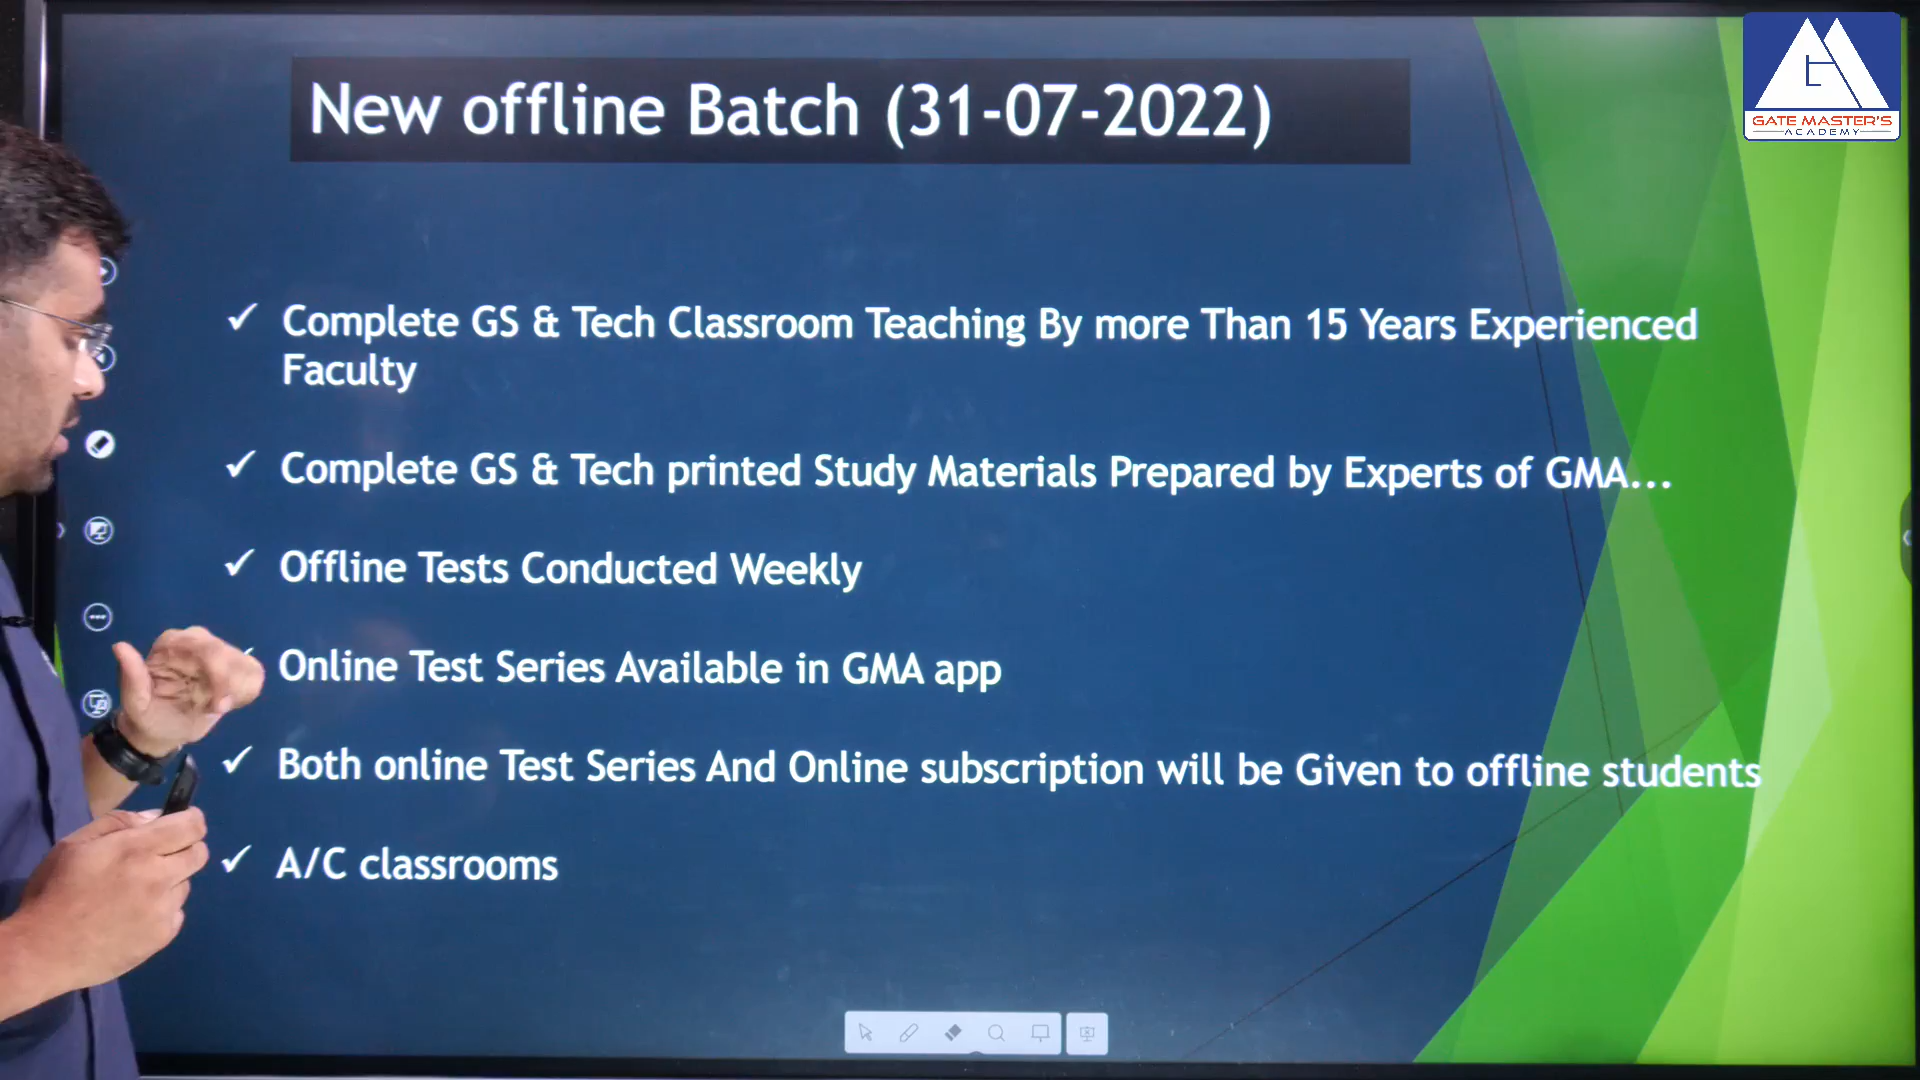 New offline Batch (31-07-2022)
GATE MASTER'S
ACADEMY
✓ Complete GS & Tech Classroom Teaching By more Than 15 Years Experienced
Faculty
✓ Complete GS & Tech printed Study Materials Prepared by Experts of GMA...
✓ Offline Tests Conducted Weekly
Online Test Series Available in GMA app
✓ Both online Test Series And Online subscription will be Given to offline students
✓ A/C classrooms